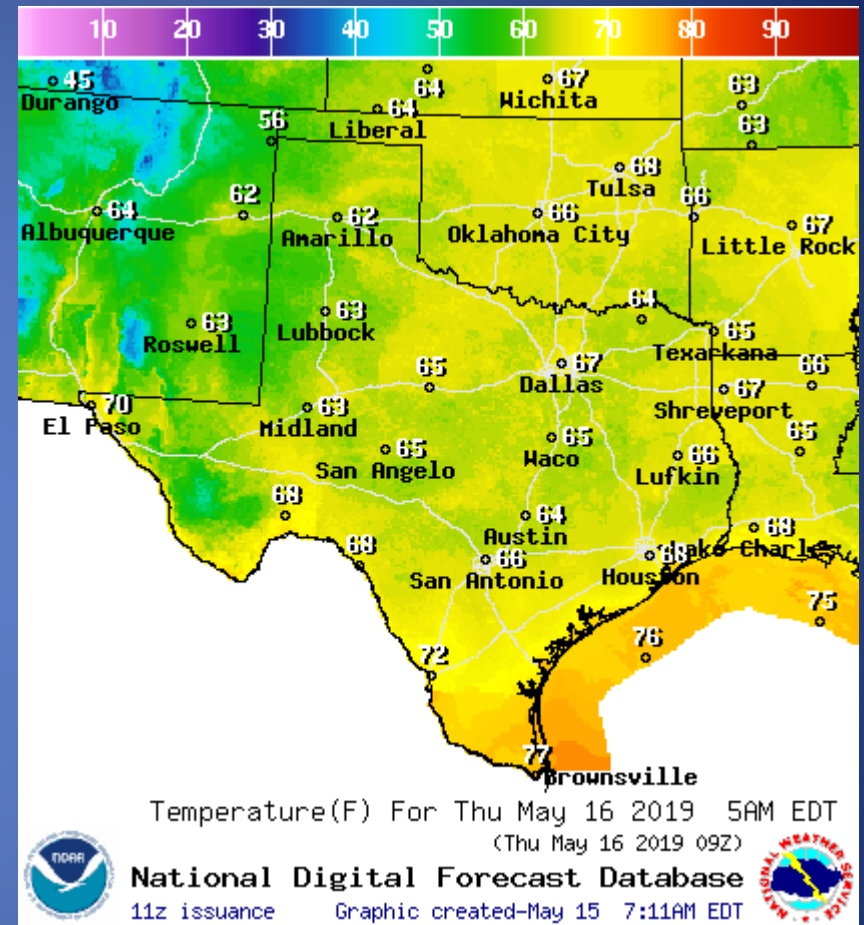 10 20 30 40 50 60 70 80 90
45
Durango
64
67
Wichita
63
64
Liberal
56
63
68
Tulsa
64
Albuquerque
62
62
Amarillo
66
Oklahoma City
66
67
Little Rock
63
Roswell
63
Lubbock
64
65
Texarkana
65
67
Dallas
66
67
Shreveport
70
El Paso
63
Midland
65
San Angelo
65
Waco
66
Lufkin
65
68
64
Austin
68
Lake Charles
68
66
San Antonio
68
Houston
72
76
75
77
Brownsville
Temperature(F) For Thu May 16 2019 5AM EDT
(Thu May 16 2019 09Z)
National Digital Forecast Database
11z issuance Graphic created-May 15 7:11AM EDT
NOAA
NATIONAL WEATHER SERVICE